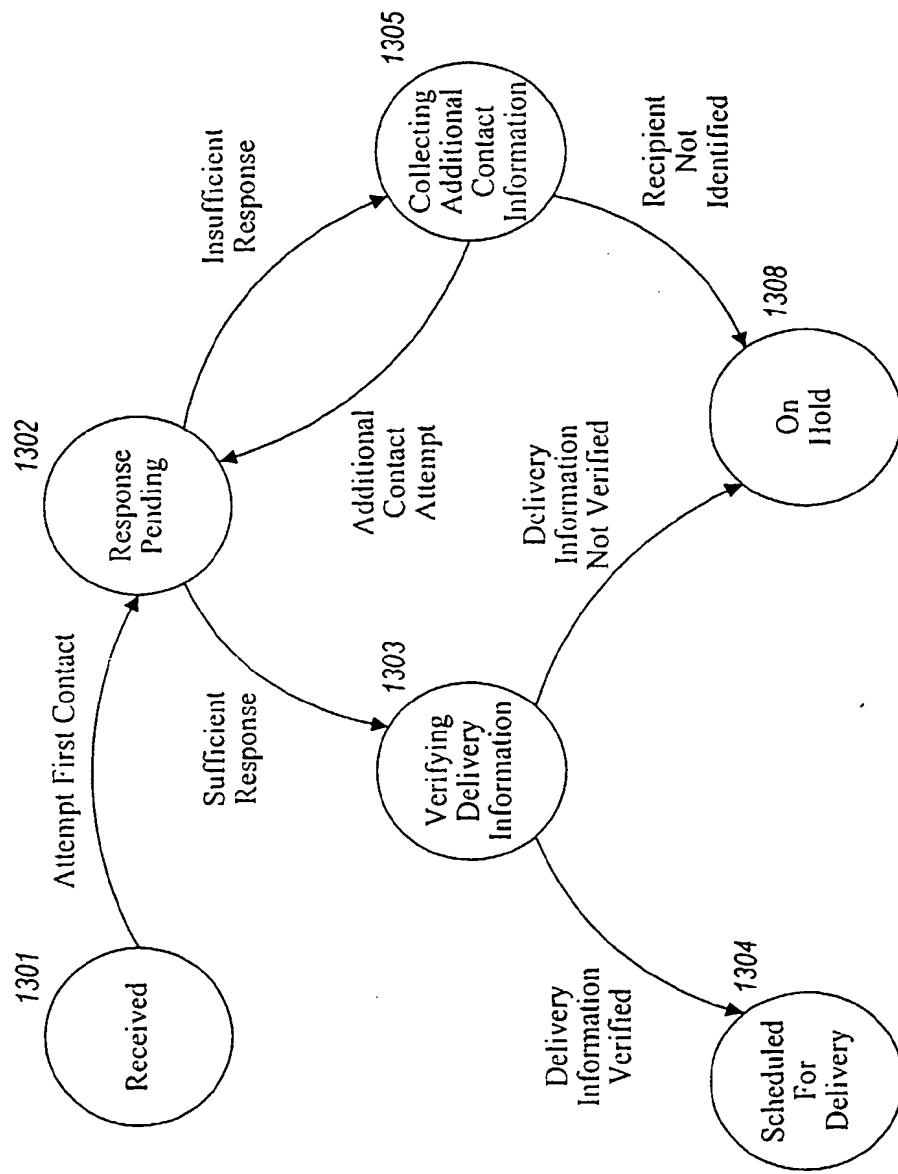 1301
Received
Attempt First Contact
1302
Response
Pending
Insufficient
Response
1305
Collecting
Additional
Contact
Information
Additional
Contact
Attempt
Sufficient
Response
1303
Verifying
Delivery
Information
Delivery
Information
Not Verified
Recipient
Not
Identified
1308
On
Hold
Delivery
Information
Verified
1304
Scheduled
For
Delivery